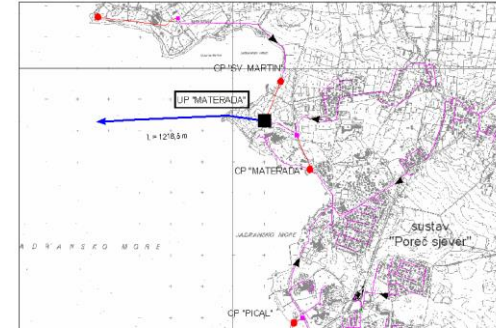 CP "SV. MARTIN"
UP "MATERADA"
L = 1218,5 m
CP "MATERADA"
sustav
"Poreč sjever"
JADRANSKO MORE
ADRANSKO MORE
CP "PICAL"